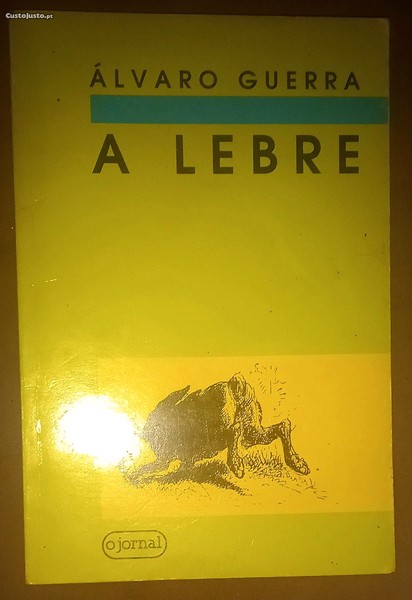 CustoJusto.pt
ÁLVARO GUERRA
A LEBRE
o jornal